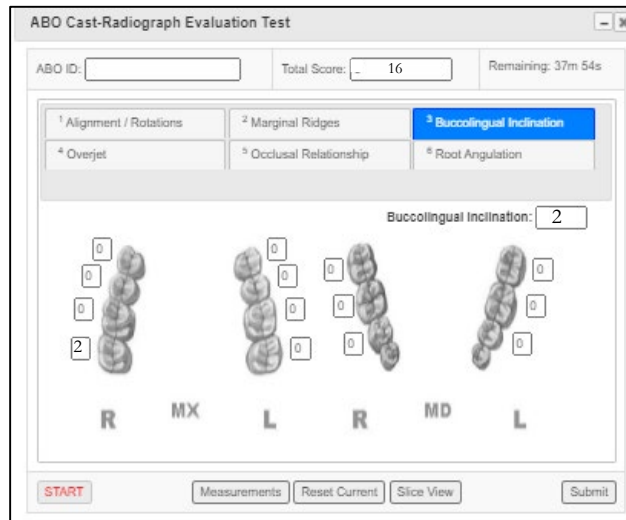 ABO Cast-Radiograph Evaluation Test
ABO ID: Total Score: 16 Remaining: 37m 54s
1 Alignment / Rotations 2 Marginal Ridges 3 Buccolingual Inclination
4 Overjet 5 Occlusal Relationship 6 Root Angulation
Buccolingual Inclination: 2
0 0
0 0 0 0
0 0 0 0
2 0 0 0
R MX L R MD L
START Measurements Reset Current Slice View Submit